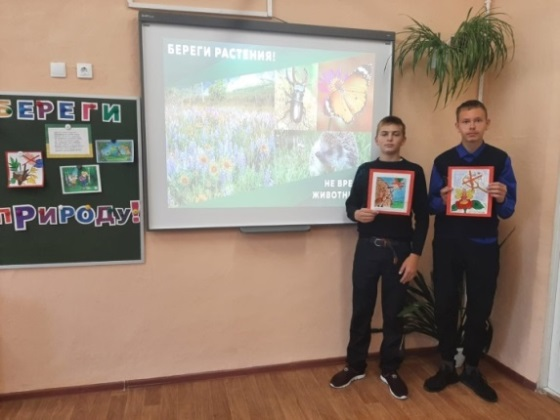 БЕРЕГИ
ПРИРОДУ!
БЕРЕГИ РАСТЕНИЯ!
НЕ ВРЕ
ЖИВОТН